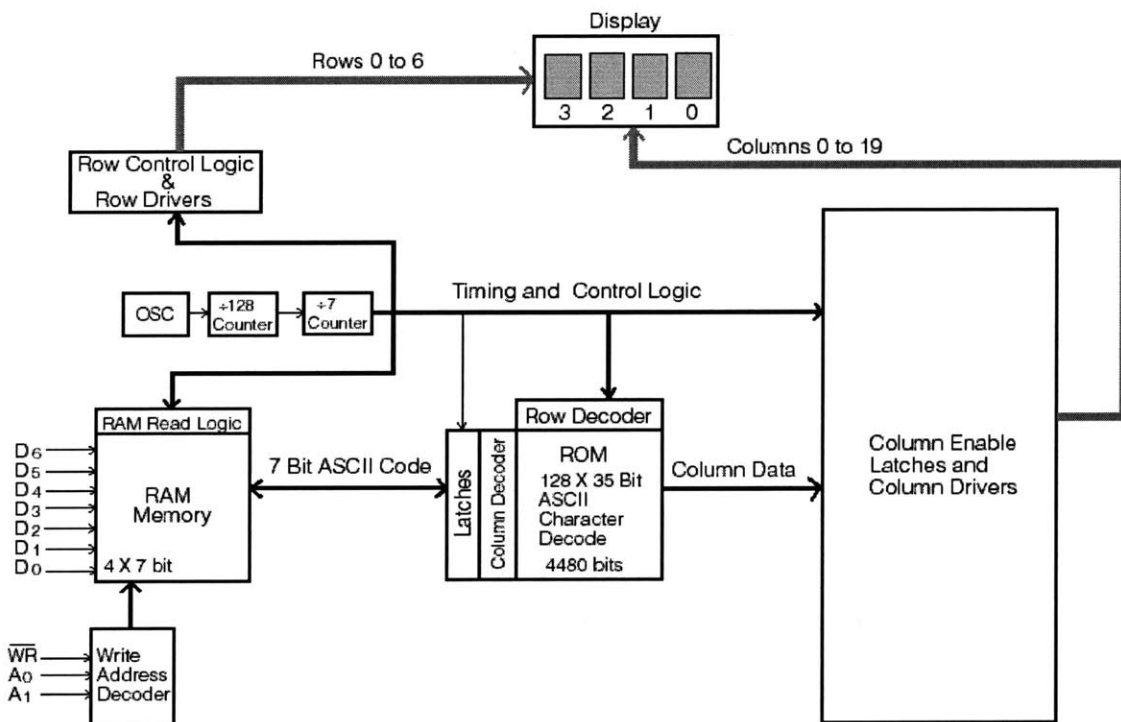 Display
Rows 0 to 6
3 2 1 0
Columns 0 to 19
Row Control Logic
&
Row Drivers
Timing and Control Logic
OSC
÷128
Counter
÷7
Counter
RAM Read Logic
Row Decoder
D6
D5
D4
D3
D2
D1
D0
RAM
Memory
4 X 7 bit
7 Bit ASCII Code
Latches
Column Decoder
ROM
128 X 35 Bit
ASCII
Character
Decode
4480 bits
Column Data
Column Enable
Latches and
Column Drivers
W̅R̅
A0
A1
Write
Address
Decoder